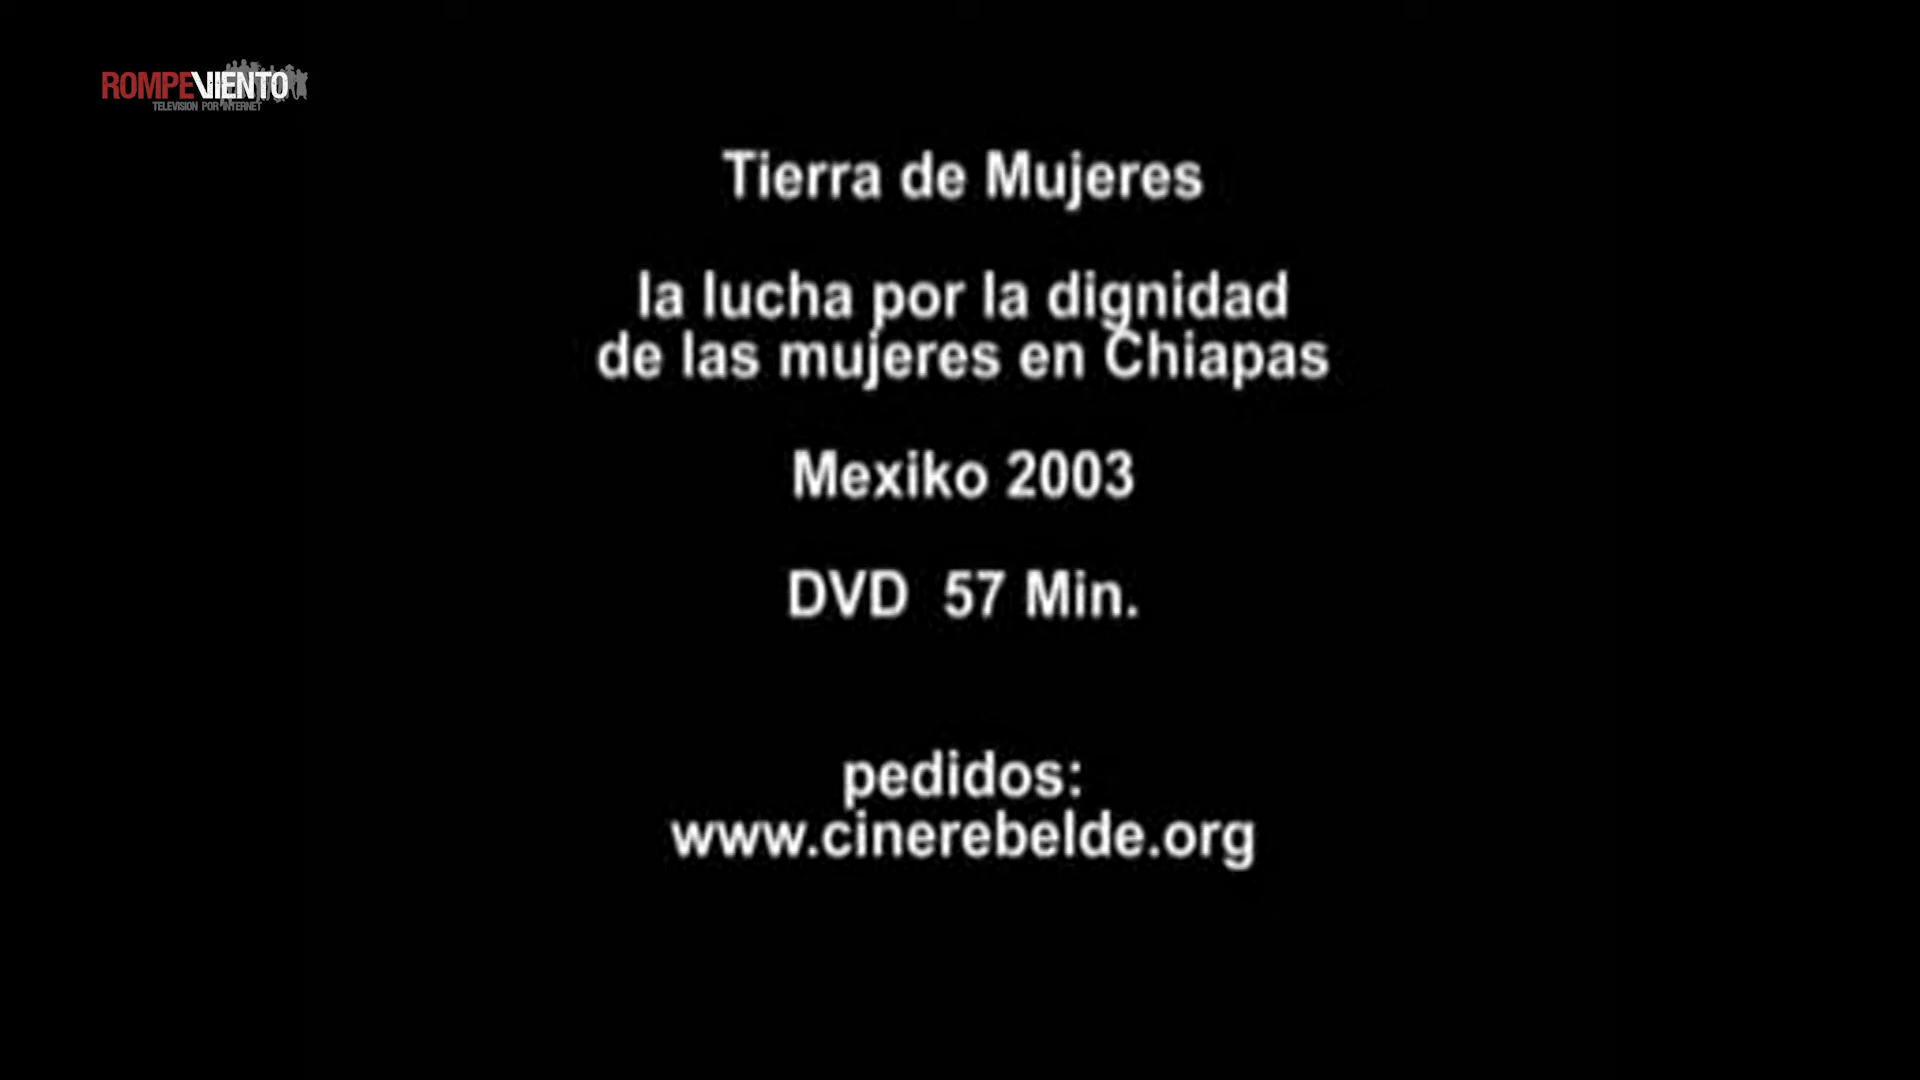 ROMPEVIENTO
TELEVISION POR INTERNET
Tierra de Mujeres
la lucha por la dignidad
de las mujeres en Chiapas
Mexiko 2003
DVD 57 Min.
pedidos:
www.cinerebelde.org